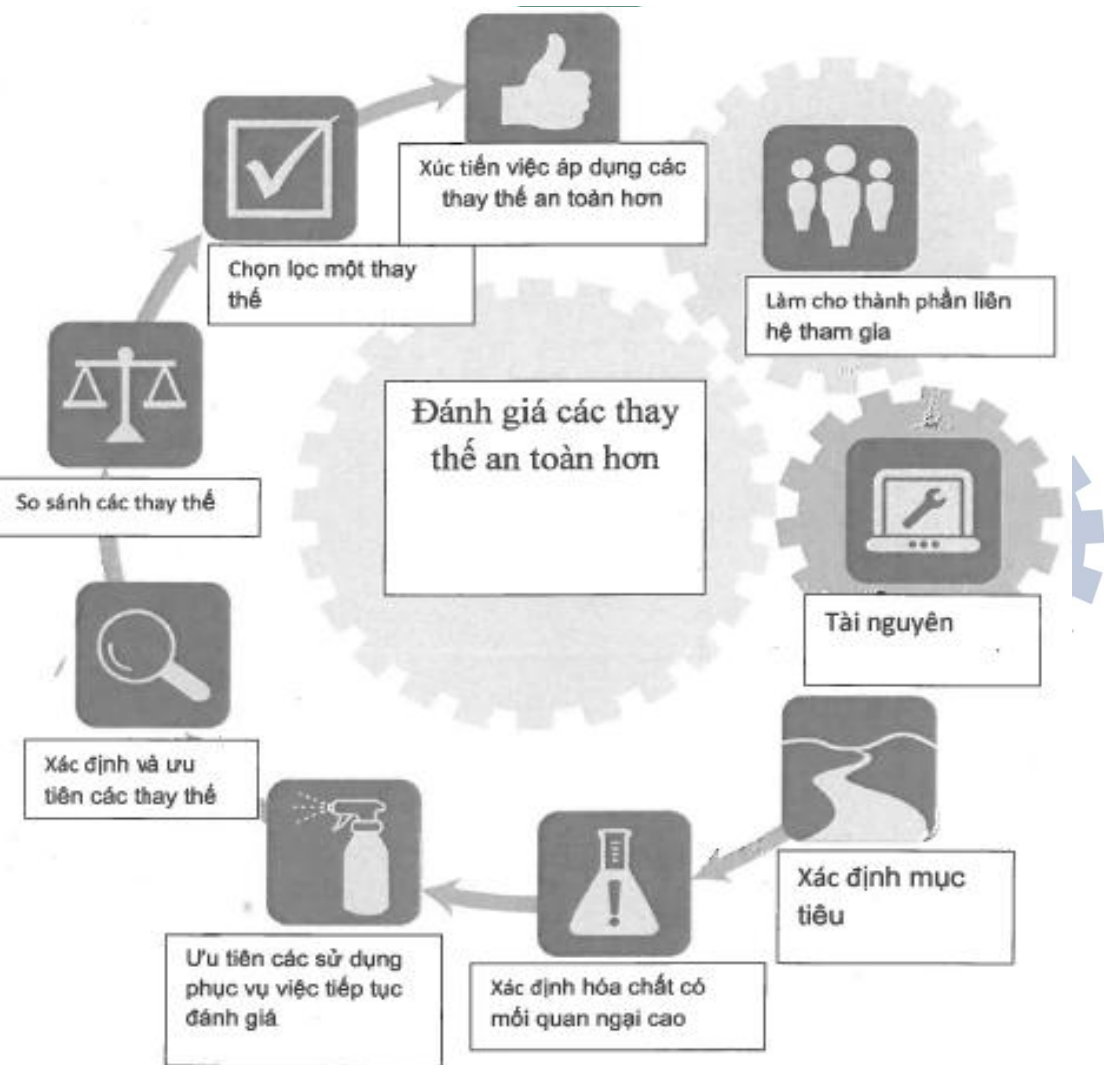 Xúc tiến việc áp dụng các
thay thế an toàn hơn
Chọn lọc một thay
thế
Làm cho thành phần liên
hệ tham gia
Đánh giá các thay
thế an toàn hơn
So sánh các thay thế
Tài nguyên
Xác định và ưu
tiên các thay thế
Xác định mục
tiêu
Ưu tiên các sử dụng
phục vụ việc tiếp tục
đánh giá
Xác định hóa chất có
mối quan ngại cao